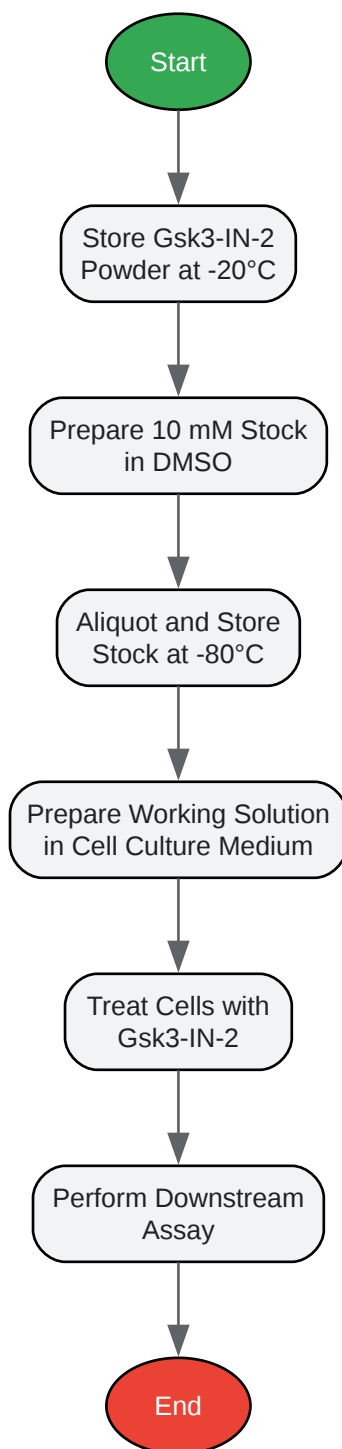 Start
Store Gsk3-IN-2
Powder at -20°C
Prepare 10 mM Stock
in DMSO
Aliquot and Store
Stock at -80°C
Prepare Working Solution
in Cell Culture Medium
Treat Cells with
Gsk3-IN-2
Perform Downstream
Assay
End